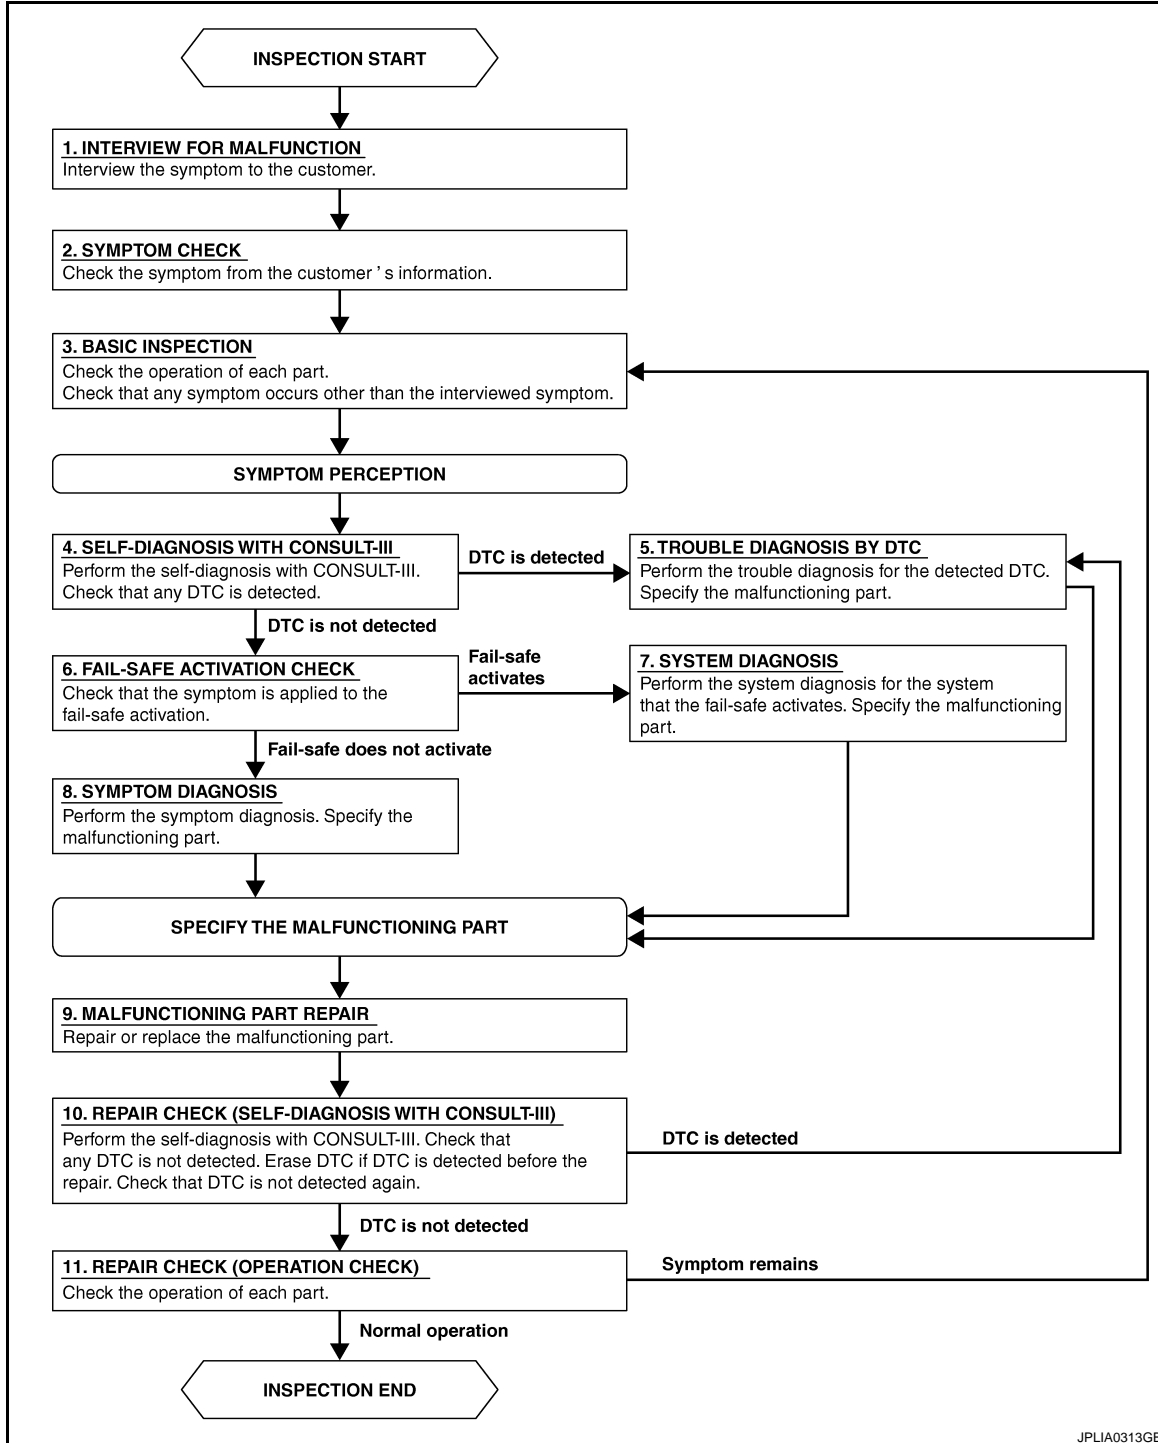 INSPECTION START
1. INTERVIEW FOR MALFUNCTION
Interview the symptom to the customer.
2. SYMPTOM CHECK
Check the symptom from the customer ’ s information.
3. BASIC INSPECTION
Check the operation of each part.
Check that any symptom occurs other than the interviewed symptom.
SYMPTOM PERCEPTION
4. SELF-DIAGNOSIS WITH CONSULT-III
Perform the self-diagnosis with CONSULT-III.
Check that any DTC is detected.
DTC is detected
5. TROUBLE DIAGNOSIS BY DTC
Perform the trouble diagnosis for the detected DTC.
Specify the malfunctioning part.
DTC is not detected
6. FAIL-SAFE ACTIVATION CHECK
Check that the symptom is applied to the
fail-safe activation.
Fail-safe
activates
7. SYSTEM DIAGNOSIS
Perform the system diagnosis for the system
that the fail-safe activates. Specify the malfunctioning
part.
Fail-safe does not activate
8. SYMPTOM DIAGNOSIS
Perform the symptom diagnosis. Specify the
malfunctioning part.
SPECIFY THE MALFUNCTIONING PART
9. MALFUNCTIONING PART REPAIR
Repair or replace the malfunctioning part.
10. REPAIR CHECK (SELF-DIAGNOSIS WITH CONSULT-III)
Perform the self-diagnosis with CONSULT-III. Check that
any DTC is not detected. Erase DTC if DTC is detected before the
repair. Check that DTC is not detected again.
DTC is detected
DTC is not detected
11. REPAIR CHECK (OPERATION CHECK)
Check the operation of each part.
Symptom remains
Normal operation
INSPECTION END
JPLIA0313GE